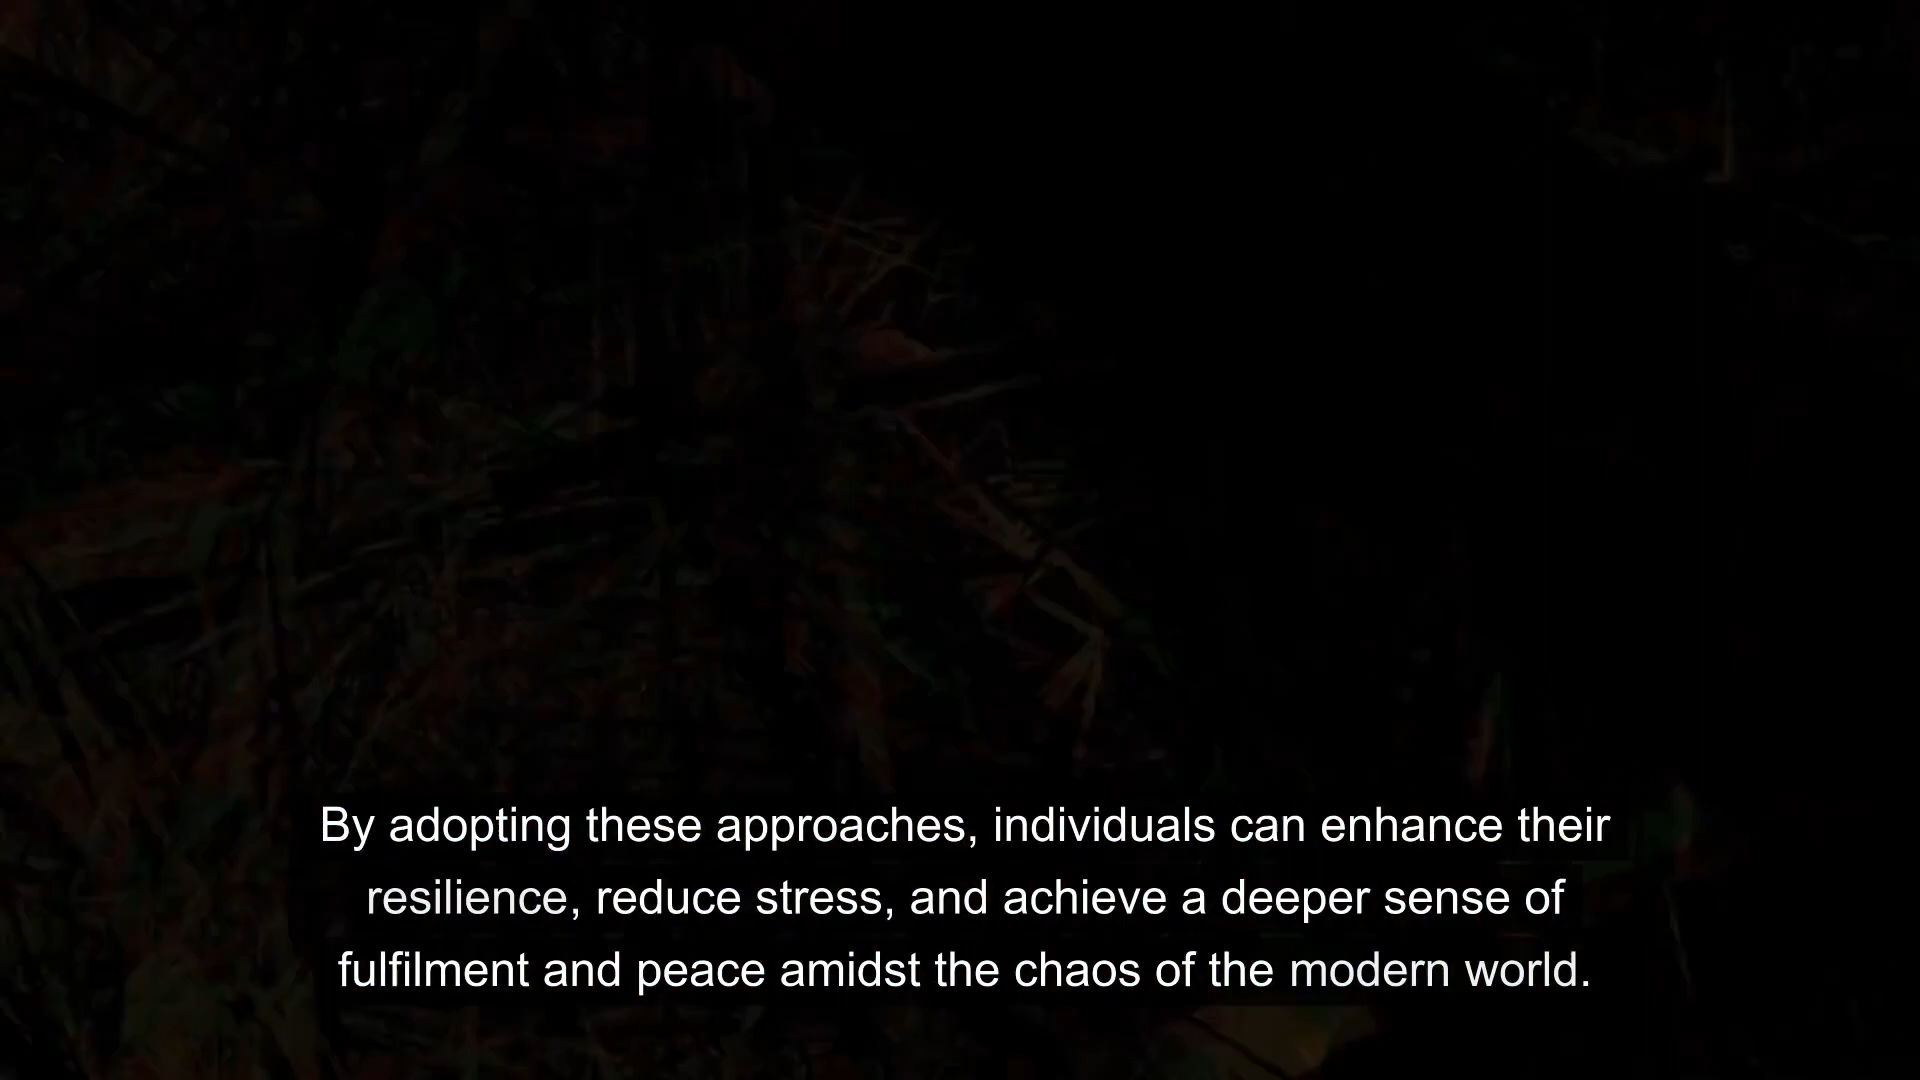 By adopting these approaches, individuals can enhance their
resilience, reduce stress, and achieve a deeper sense of
fulfilment and peace amidst the chaos of the modern world.